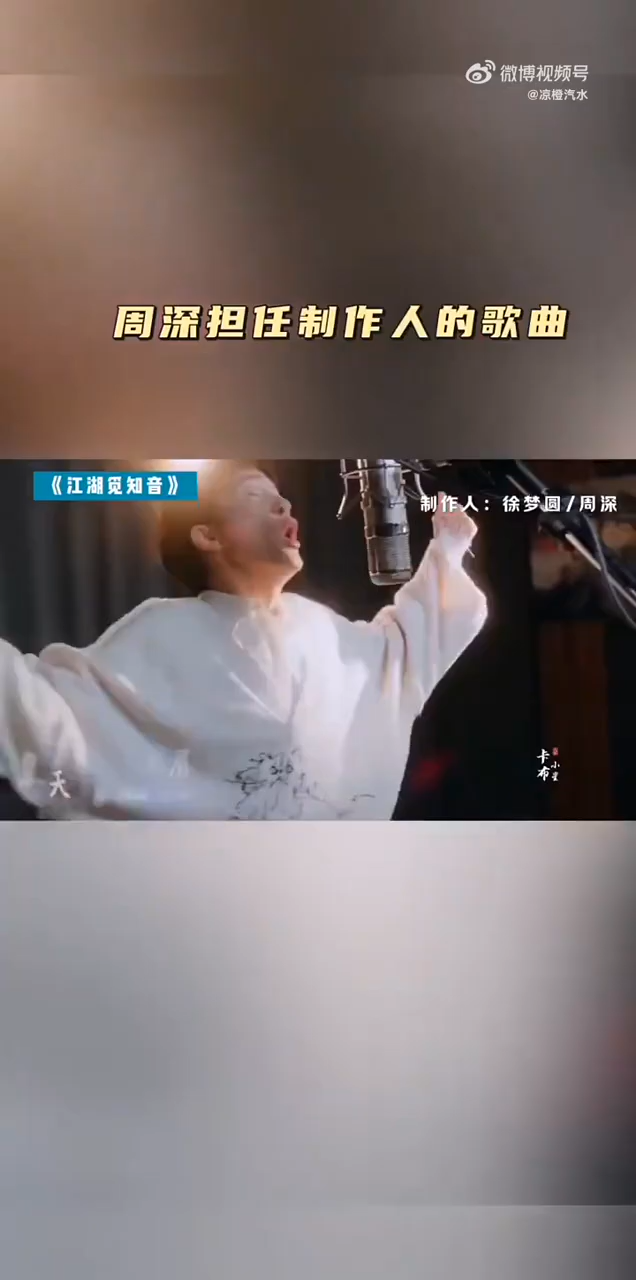 微博视频号
@凉橙汽水
周深担任制作人的歌曲
《江湖觅知音》
制作人：徐梦圆/周深
卡布
小星
天